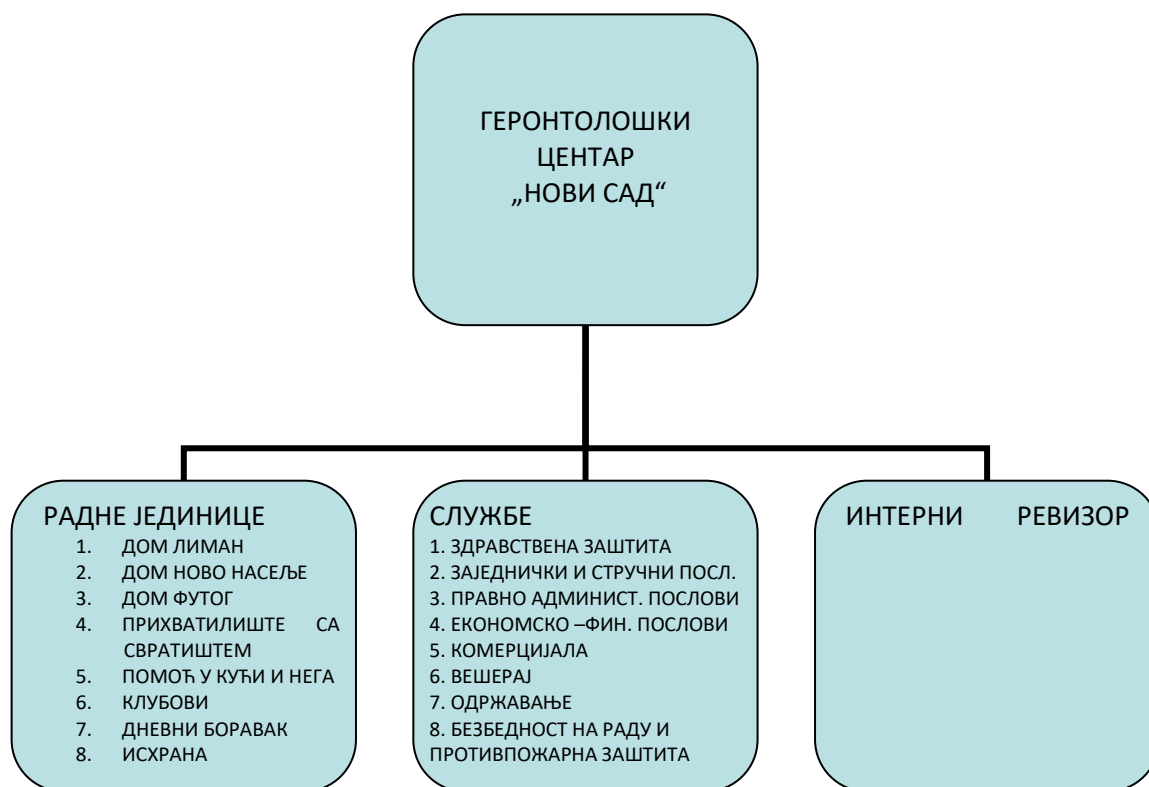 ГЕРОНТОЛОШКИ
ЦЕНТАР
„НОВИ САД“
РАДНЕ ЈЕДИНИЦЕ
1. ДОМ ЛИМАН
2. ДОМ НОВО НАСЕЉЕ
3. ДОМ ФУТОГ
4. ПРИХВАТИЛИШТЕ СА
СВРАТИШТЕМ
5. ПОМОЋ У КУЋИ И НЕГА
6. КЛУБОВИ
7. ДНЕВНИ БОРАВАК
8. ИСХРАНА
СЛУЖБЕ
1. ЗДРАВСТВЕНА ЗАШТИТА
2. ЗАЈЕДНИЧКИ И СТРУЧНИ ПОСЛ.
3. ПРАВНО АДМИНИСТ. ПОСЛОВИ
4. ЕКОНОМСКО –ФИН. ПОСЛОВИ
5. КОМЕРЦИЈАЛА
6. ВЕШЕРАЈ
7. ОДРЖАВАЊЕ
8. БЕЗБЕДНОСТ НА РАДУ И
ПРОТИВПОЖАРНА ЗАШТИТА
ИНТЕРНИ РЕВИЗОР